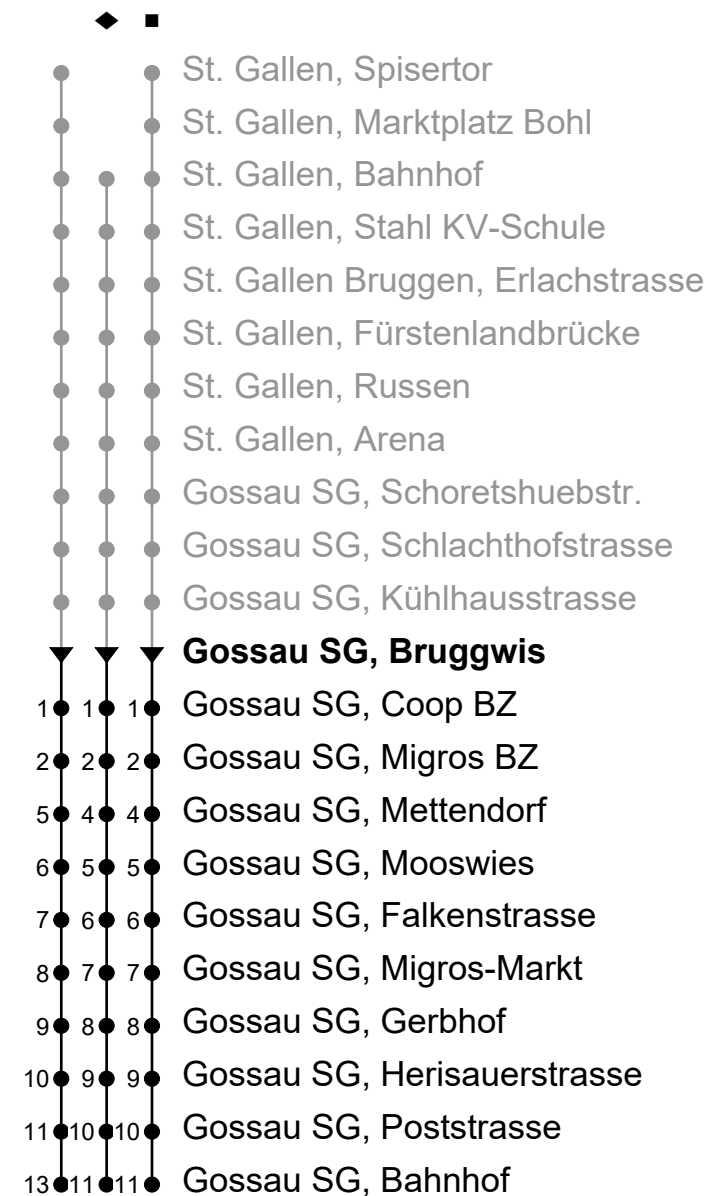 St. Gallen, Spisertor
St. Gallen, Marktplatz Bohl
St. Gallen, Bahnhof
St. Gallen, Stahl KV-Schule
St. Gallen Bruggen, Erlachstrasse
St. Gallen, Fürstenlandbrücke
St. Gallen, Russen
St. Gallen, Arena
Gossau SG, Schoretshuebstr.
Gossau SG, Schlachthofstrasse
Gossau SG, Kühlhausstrasse
Gossau SG, Bruggwis
1 1 1 Gossau SG, Coop BZ
2 2 2 Gossau SG, Migros BZ
5 4 4 Gossau SG, Mettendorf
6 5 5 Gossau SG, Mooswies
7 6 6 Gossau SG, Falkenstrasse
8 7 7 Gossau SG, Migros-Markt
9 8 8 Gossau SG, Gerbhof
10 9 9 Gossau SG, Herisauerstrasse
11 10 10 Gossau SG, Poststrasse
13 11 11 Gossau SG, Bahnhof